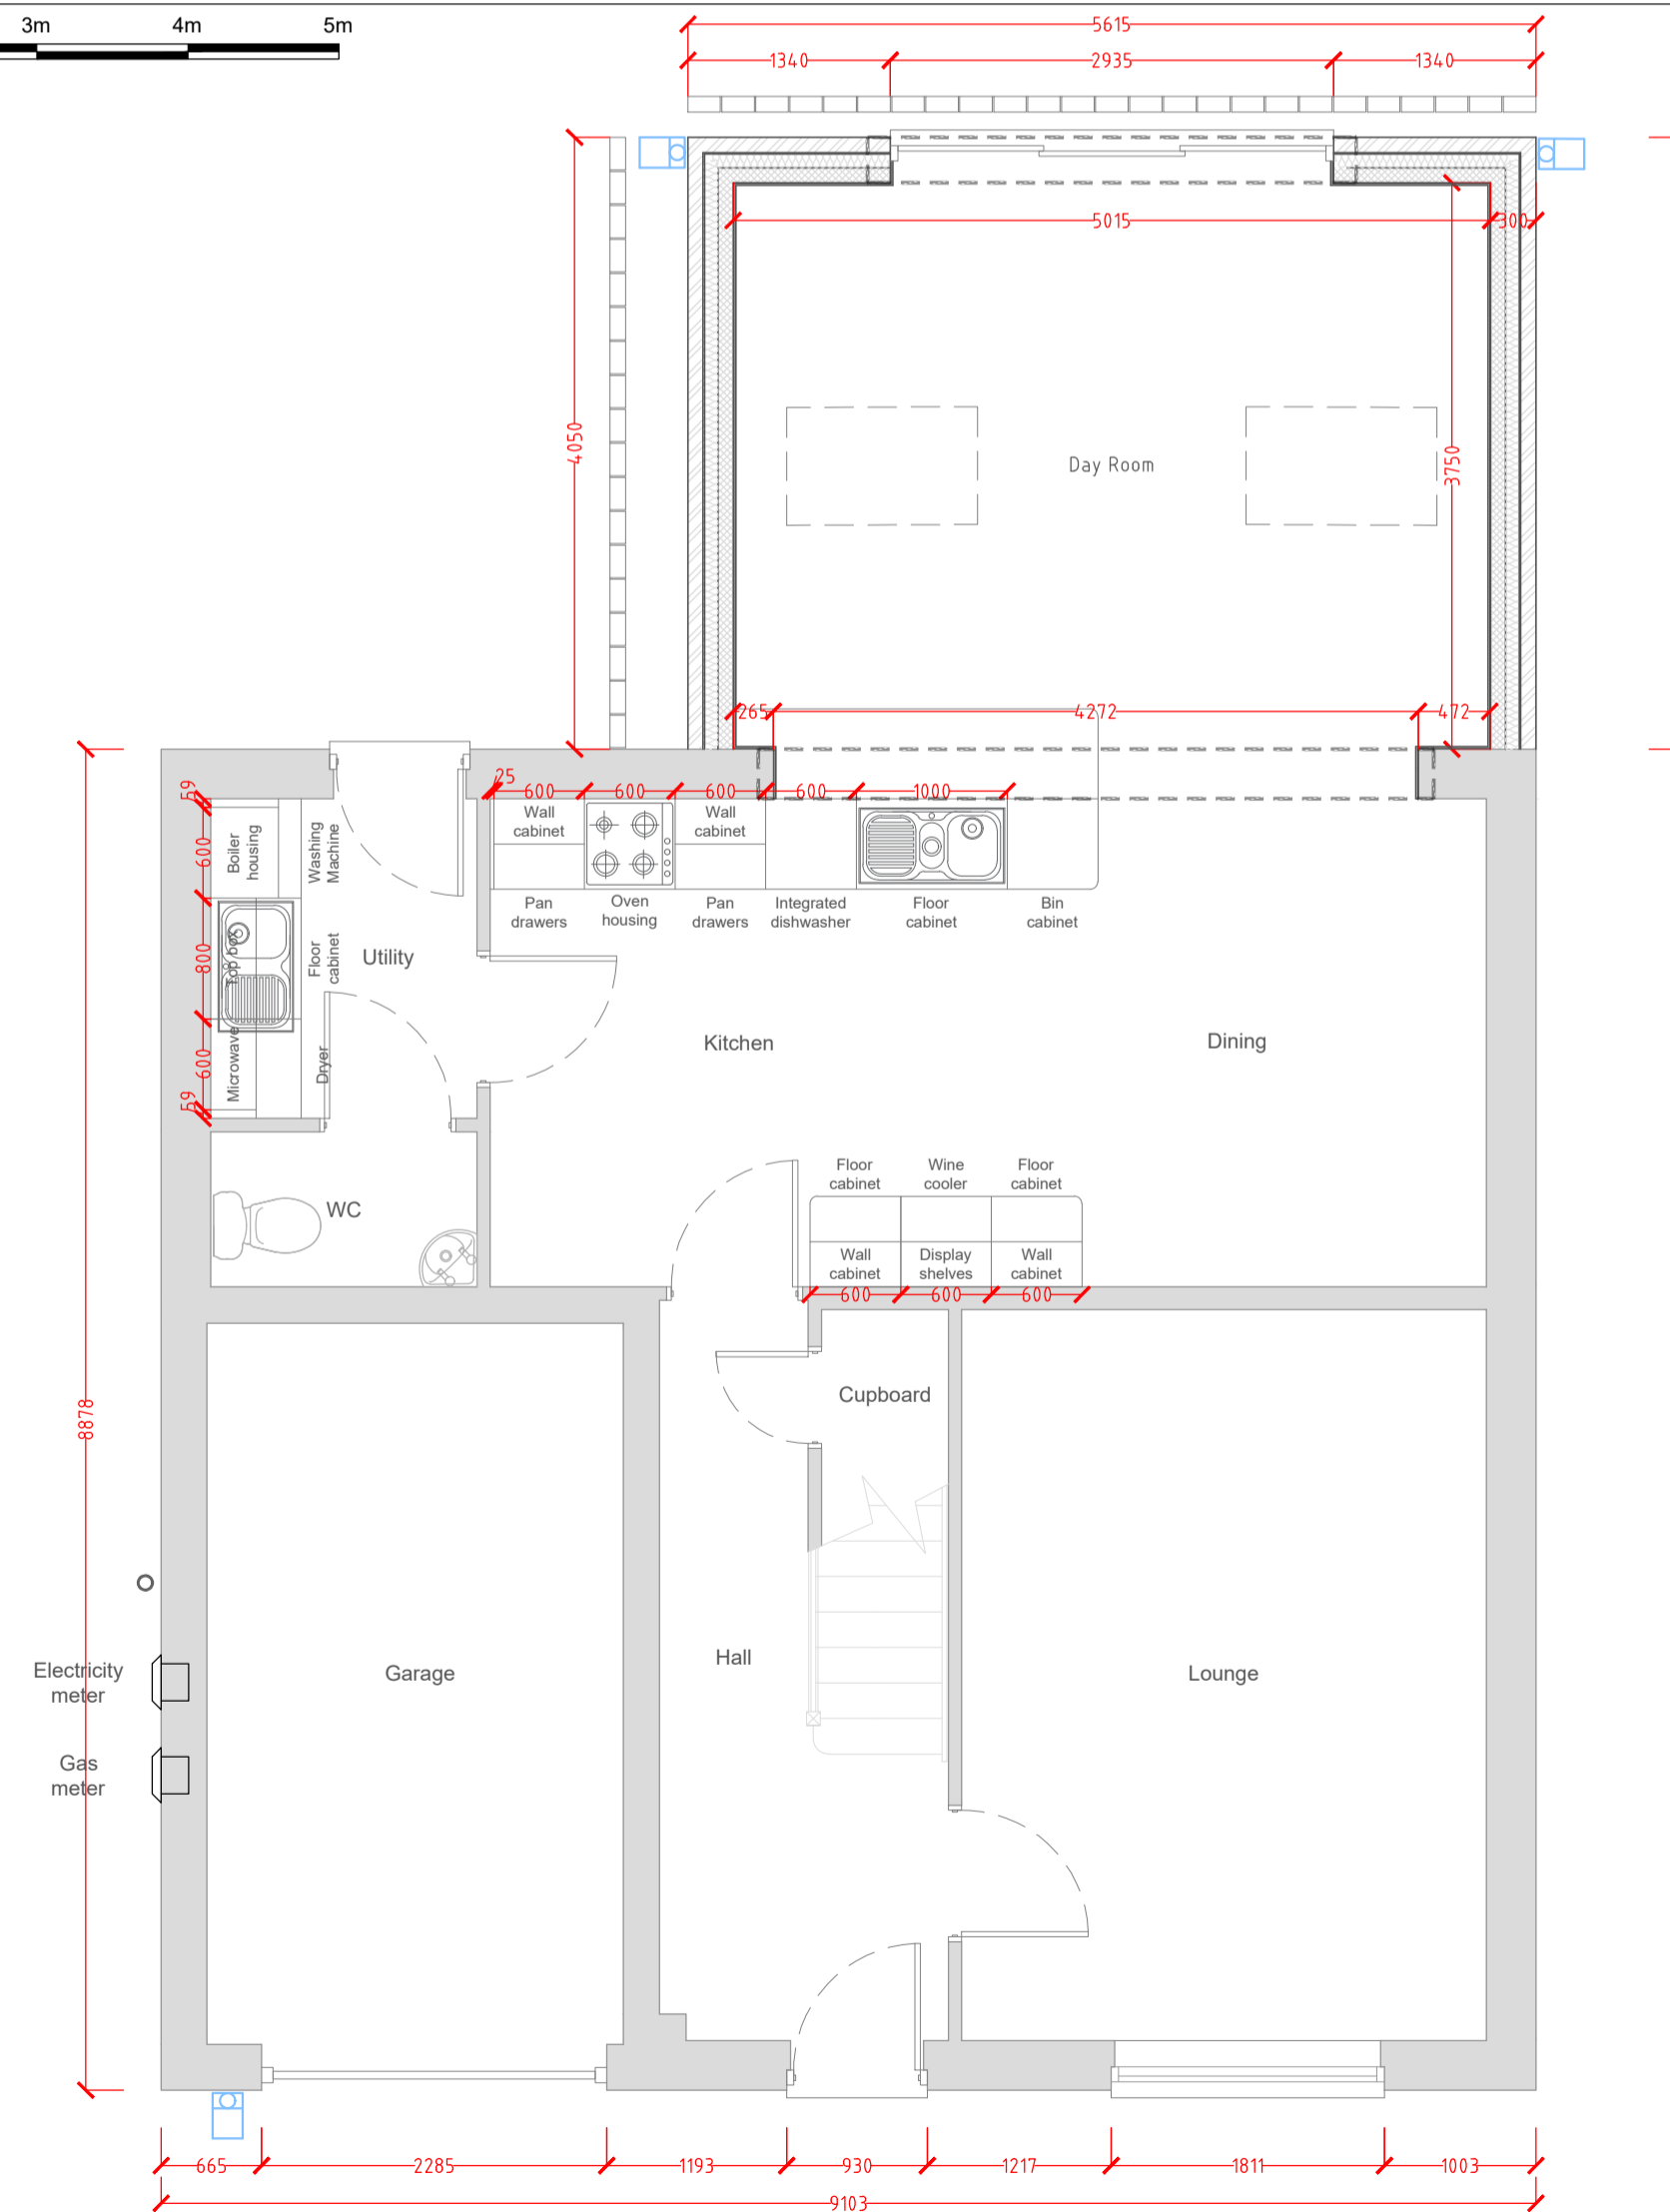 3m 4m 5m
5615
1340 2935 1340
5015 300
4050
Day Room
3750
265 4272 472
25
600 600 600 600 1000
59
600
800
600
59
Wall
cabinet
Wall
cabinet
Boiler
housing
Washing
Machine
Pan
drawers
Oven
housing
Pan
drawers
Integrated
dishwasher
Floor
cabinet
Bin
cabinet
Top box
Floor
cabinet
Utility
Microwave
Dryer
Kitchen
Dining
WC
Floor
cabinet
Wine
cooler
Floor
cabinet
Wall
cabinet
Display
shelves
Wall
cabinet
600 600 600
Cupboard
8878
Electricity
meter
Garage
Hall
Lounge
Gas
meter
665 2285 1193 930 1217 1811 1003
9103